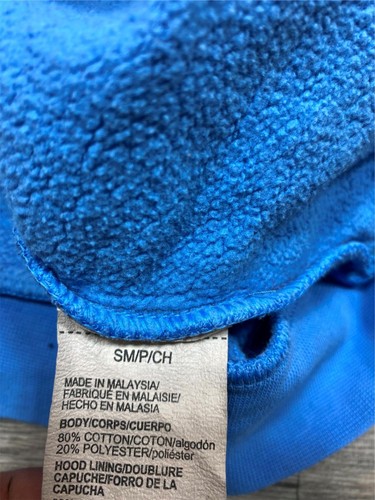 SM/P/CH
MADE IN MALAYSIA/
FABRIQUÉ EN MALAISIE/
HECHO EN MALASIA
BODY/CORPS/CUERPO
80% COTTON/COTON/algodón
20% POLYESTER/poliéster
HOOD LINING/DOUBLURE
CAPUCHE/FORRO DE LA
CAPUCHA